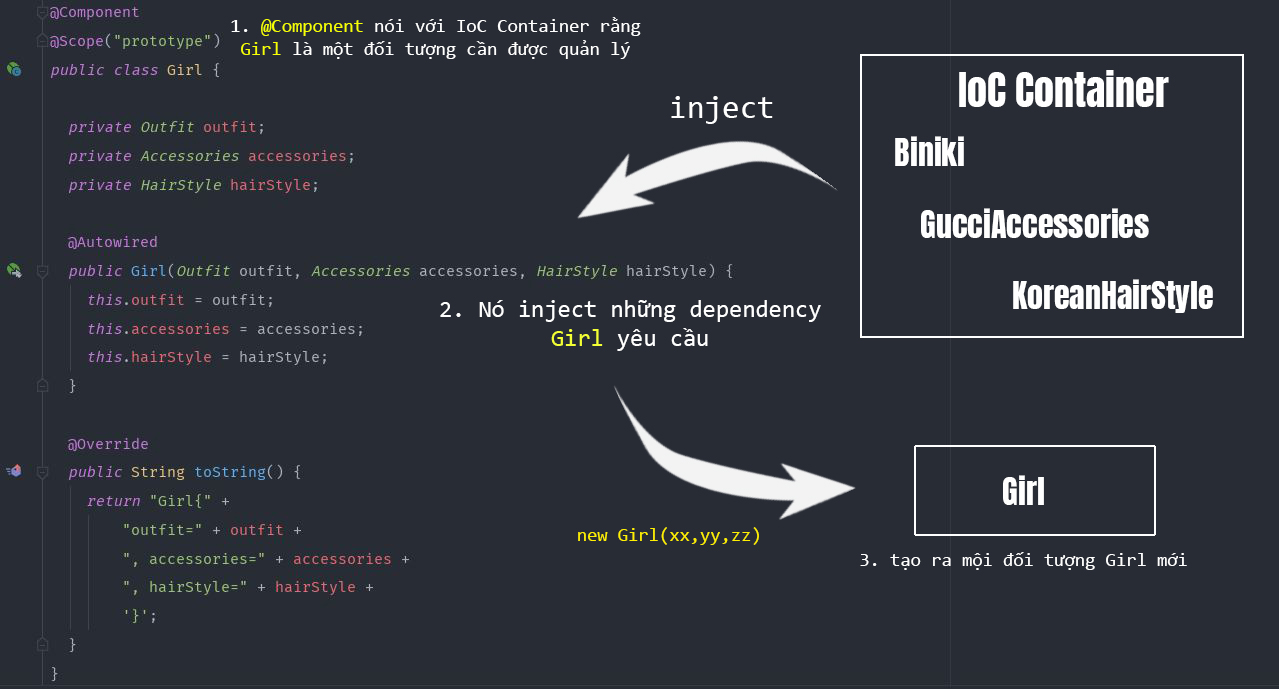 @Component
@Scope("prototype")
public class Girl {
private Outfit outfit;
private Accessories accessories;
private HairStyle hairStyle;
@Autowired
public Girl(Outfit outfit, Accessories accessories, HairStyle hairStyle) {
this.outfit = outfit;
this.accessories = accessories;
this.hairStyle = hairStyle;
}
@Override
public String toString() {
return "Girl{" +
"outfit=" + outfit +
", accessories=" + accessories +
", hairStyle=" + hairStyle +
'}';
}
}
1. @Component nói với IoC Container rằng
Girl là một đối tượng cần được quản lý
inject
IoC Container
Biniki
GucciAccessories
KoreanHairStyle
2. Nó inject những dependency
Girl yêu cầu
new Girl(xx,yy,zz)
Girl
3. tạo ra mội đối tượng Girl mới